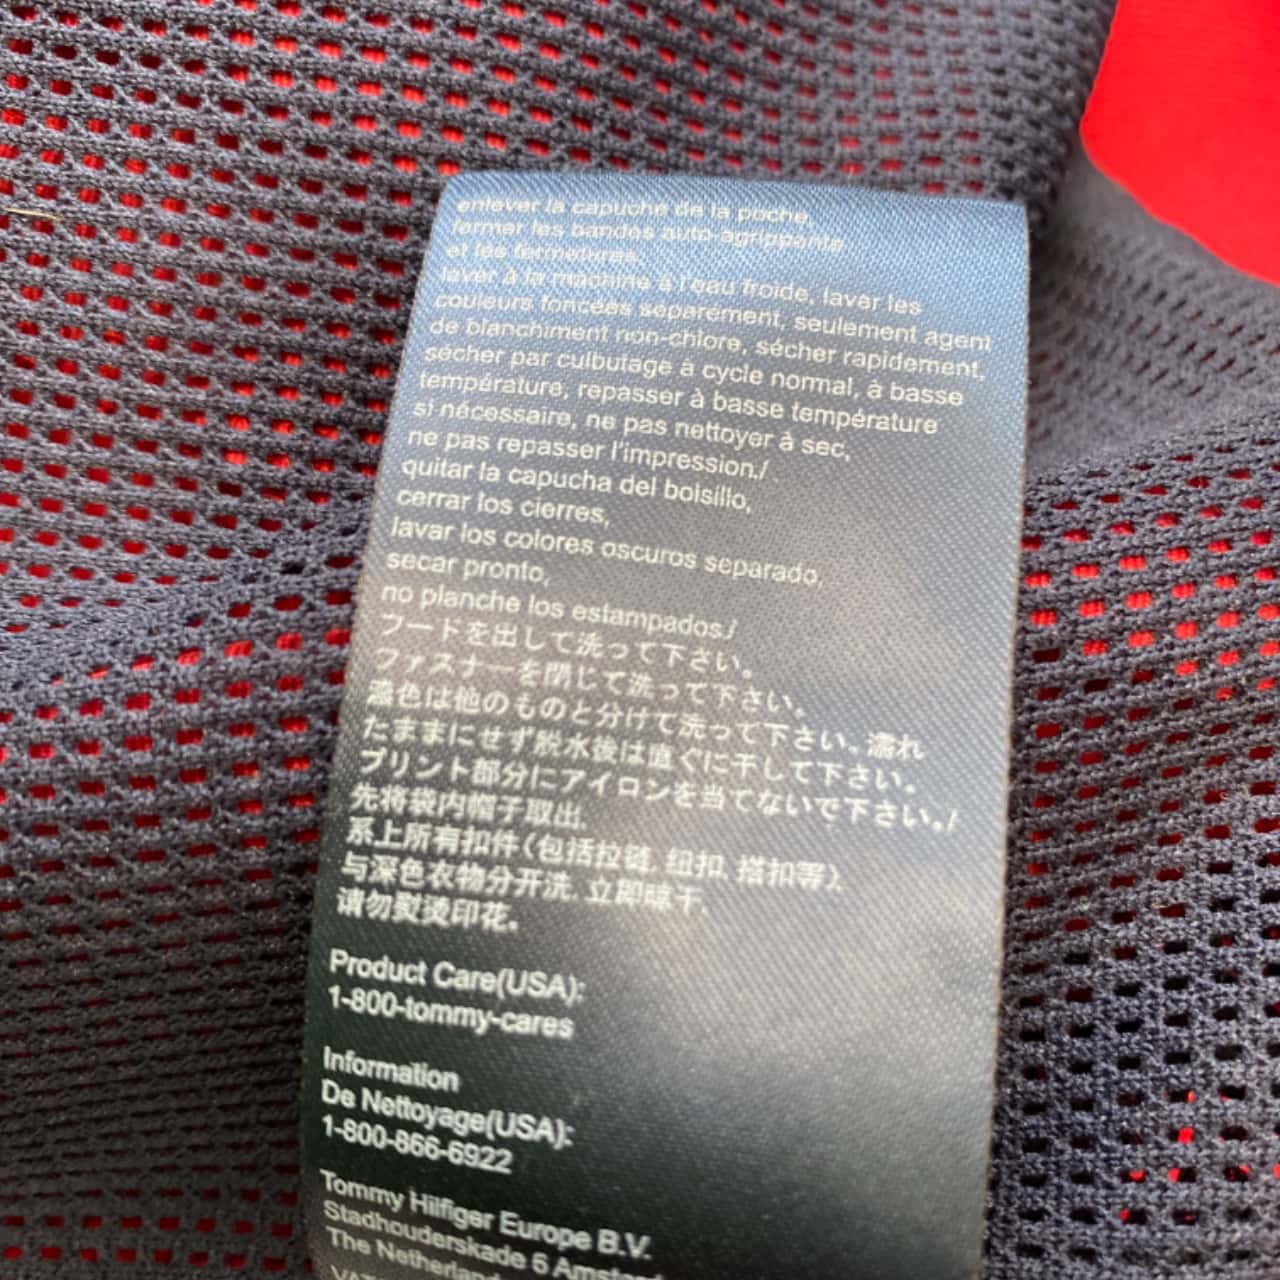 enlever la capuche de la poche,
fermer les bandes auto-agrippants
et les fermetures.
laver à la machine à l'eau froide, laver les
couleurs foncées séparément, seulement agent
de blanchiment non-chlore, sécher rapidement,
sécher par culbutage à cycle normal, à basse
température, repasser à basse température
si nécessaire, ne pas nettoyer à sec,
ne pas repasser l'impression./
quitar la capucha del bolsillo,
cerrar los cierres,
lavar los colores oscuros separado,
secar pronto,
no planche los estampados./
フードを出して洗って下さい。
ファスナーを閉じて洗って下さい。
濃色は他のものと分けて洗って下さい。濡れ
たままにせず脱水後は直ぐに干して下さい。
プリント部分にアイロンを当てないで下さい。/
先将袋内帽子取出,
系上所有扣件(包括拉链,纽扣,搭扣等),
与深色衣物分开洗,立即晾干,
请勿熨烫印花。
Product Care(USA):
1-800-tommy-cares
Information
De Nettoyage(USA):
1-800-866-6922
Tommy Hilfiger Europe B.V.
Stadhouderskade 6
The